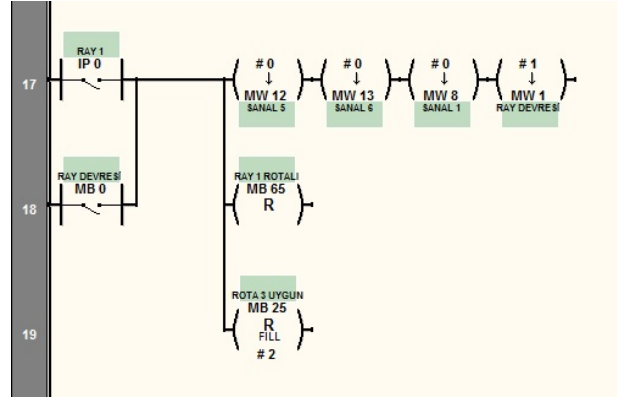 RAY 1
IP 0
17
# 0
↓
MW 12
SANAL 5
# 0
↓
MW 13
SANAL 6
# 0
↓
MW 8
SANAL 1
# 1
↓
MW 1
RAY DEVRESİ
RAY DEVRESİ
MB 0
18
RAY 1 ROTALI
MB 65
R
ROTA 3 UYGUN
MB 25
R
FILL
# 2
19